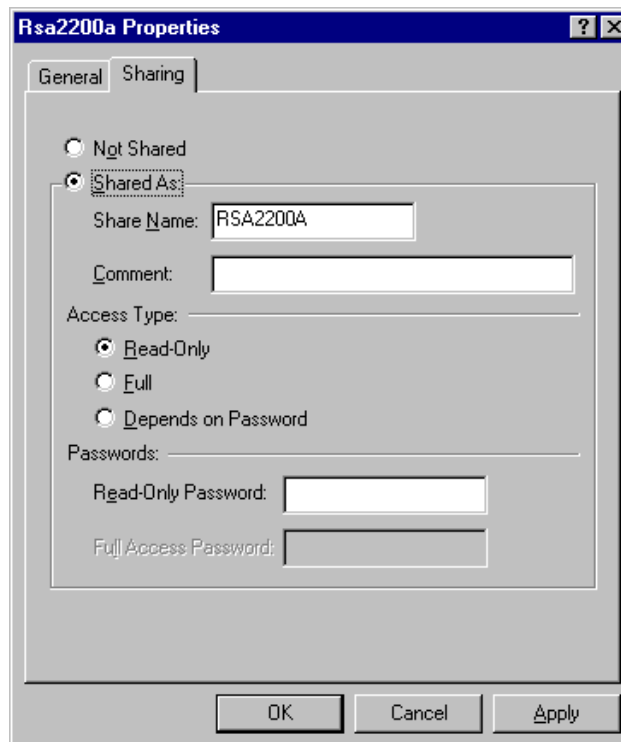 Rsa2200a Properties
General Sharing
Not Shared
Shared As:
Share Name: RSA2200A
Comment:
Access Type:
Read-Only
Full
Depends on Password
Passwords:
Read-Only Password:
Full Access Password:
OK Cancel Apply